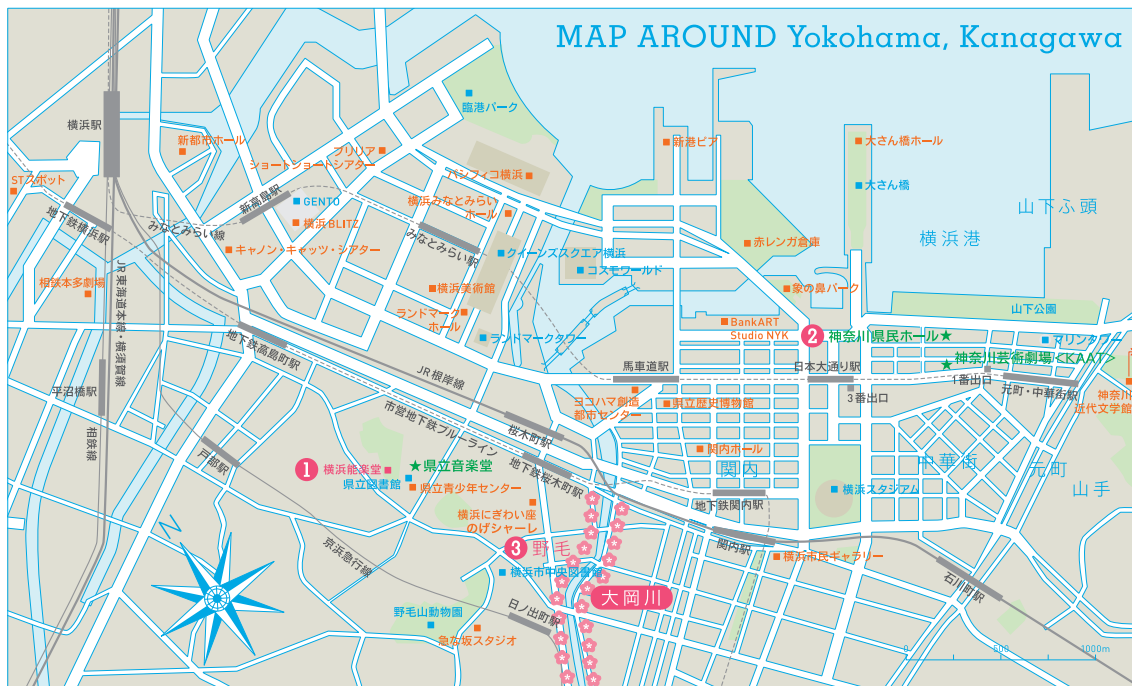 MAP AROUND Yokohama, Kanagawa
臨港パーク
横浜駅
新都市ホール
ブリリア
ショートショートシアター
新港ピア
大さん橋ホール
STスポット
パシフィコ横浜
大さん橋
地下鉄横浜駅
新高島駅
GENTO
横浜みなとみらい
ホール
山下ふ頭
みなとみらい線
横浜BLITZ
みなとみらい駅
横浜港
キャノン・キャッツ・シアター
クイーンズスクエア横浜
赤レンガ倉庫
コスモワールド
JR東海道本線・横須賀線
相鉄本多劇場
横浜美術館
象の鼻パーク
ランドマーク
ホール
山下公園
BankART
Studio NYK
地下鉄高島町駅
ランドマークタワー
2
神奈川県民ホール★
マリンタワー
★神奈川芸術劇場<KAAT>
平沼橋駅
JR根岸線
馬車道駅
日本大通り駅
1番出口
元町・中華街駅
3番出口
神奈川
近代文学館
ヨコハマ創造
都市センター
県立歴史博物館
市営地下鉄ブルーライン
桜木町駅
相鉄線
戸部駅
関内ホール
関内
中華街
元町
山手
1
横浜能楽堂
★県立音楽堂
県立図書館
県立青少年センター
地下鉄桜木町駅
横浜スタジアム
地下鉄関内駅
横浜にぎわい座
のげシャーレ
N
3
野毛
関内駅
横浜市民ギャラリー
京浜急行線
横浜市中央図書館
石川町駅
大岡川
野毛山動物園
日ノ出町駅
急な坂スタジオ
0
500
1000m